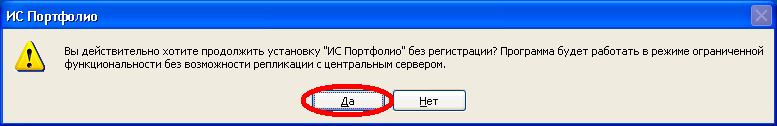 ИС Портфолио
Вы действительно хотите продолжить установку "ИС Портфолио" без регистрации? Программа будет работать в режиме ограниченной
функциональности без возможности репликации с центральным сервером.
Да Нет